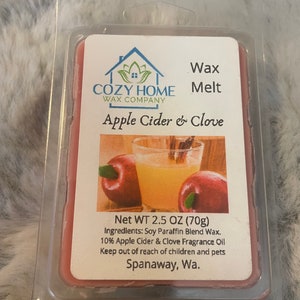 Wax
Melt
COZY HOME
WAX COMPANY
Apple Cider & Clove
Net WT 2.5 OZ (70g)
Ingredients: Soy Paraffin Blend Wax.
10% Apple Cider & Clove Fragrance Oil
Keep out of reach of children and pets
Spanaway, Wa.